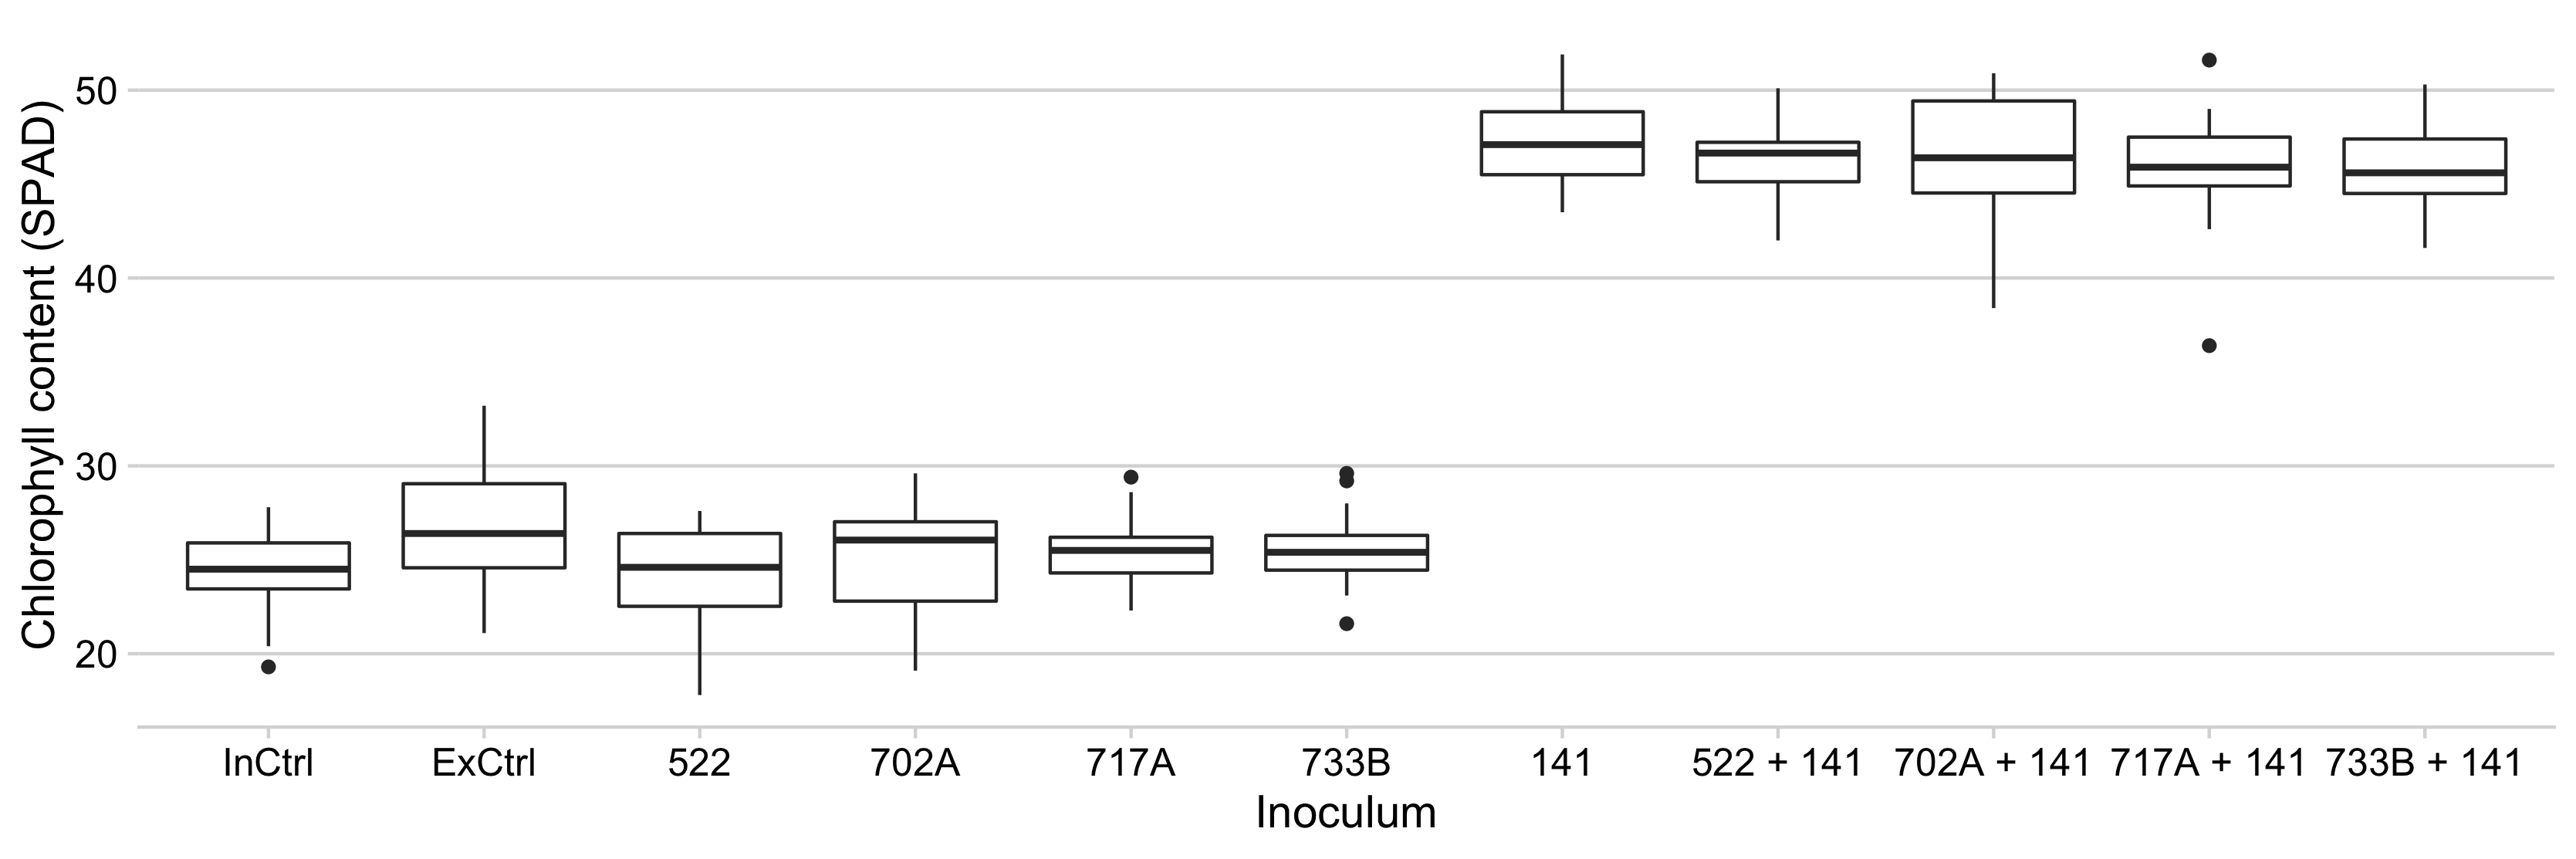 Chlorophyll content (SPAD)
50
40
30
20
InCtrl ExCtrl 522 702A 717A 733B 141 522 + 141 702A + 141 717A + 141 733B + 141
Inoculum